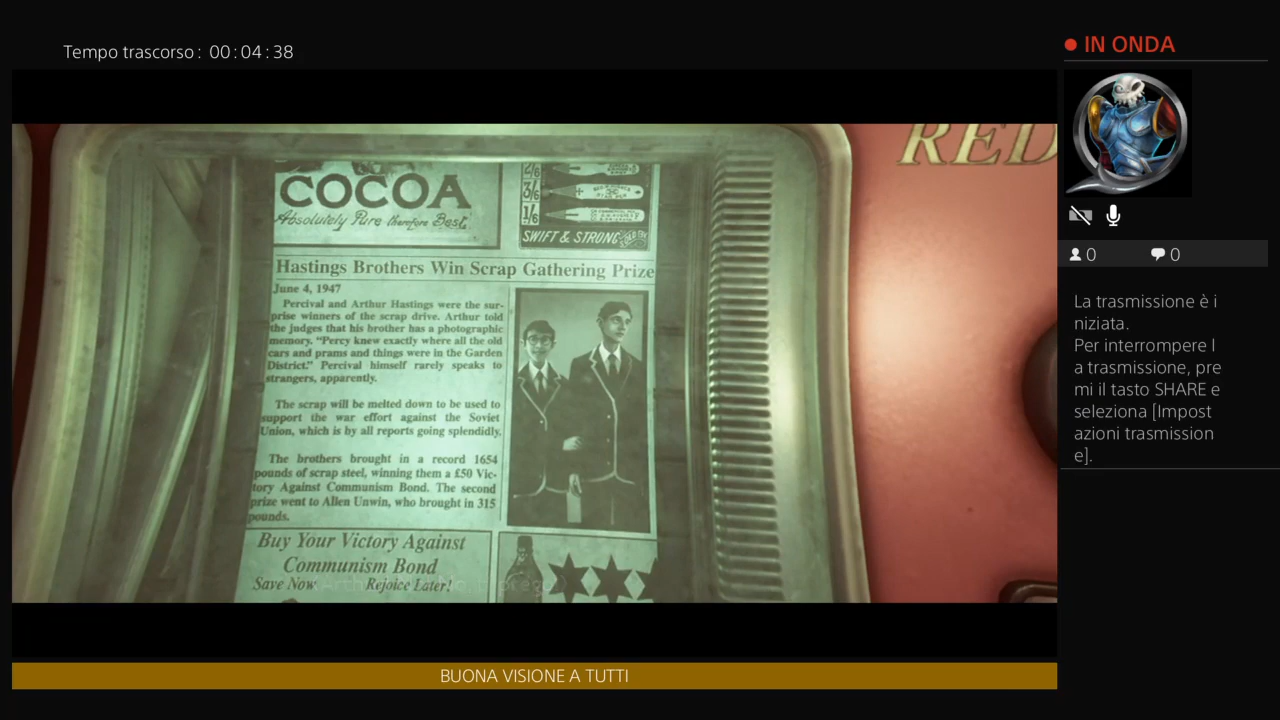 Tempo trascorso: 00:04:38
IN ONDA
RED
COCOA
Absolutely Pure therefore Best.
2/6
3/6
1/6
SWIFT & STRONG
Hastings Brothers Win Scrap Gathering Prize
June 4, 1947
Percival and Arthur Hastings were the sur-
prise winners of the scrap drive. Arthur told
the judges that his brother has a photographic
memory. “Percy knew exactly where all the old
cars and prams and things were in the Garden
District.” Percival himself rarely speaks to
strangers, apparently.
The scrap will be melted down to be used to
support the war effort against the Soviet
Union, which is by all reports going splendidly.
The brothers brought in a record 1654
pounds of scrap steel, winning them a £50 Vic-
tory Against Communism Bond. The second
prize went to Allen Unwin, who brought in 315
pounds.
Buy Your Victory Against
Communism Bond
Save Now Rejoice Later!
0 0
La trasmissione è i
niziata.
Per interrompere l
a trasmissione, pre
mi il tasto SHARE e
seleziona [Impost
azioni trasmission
e].
BUONA VISIONE A TUTTI